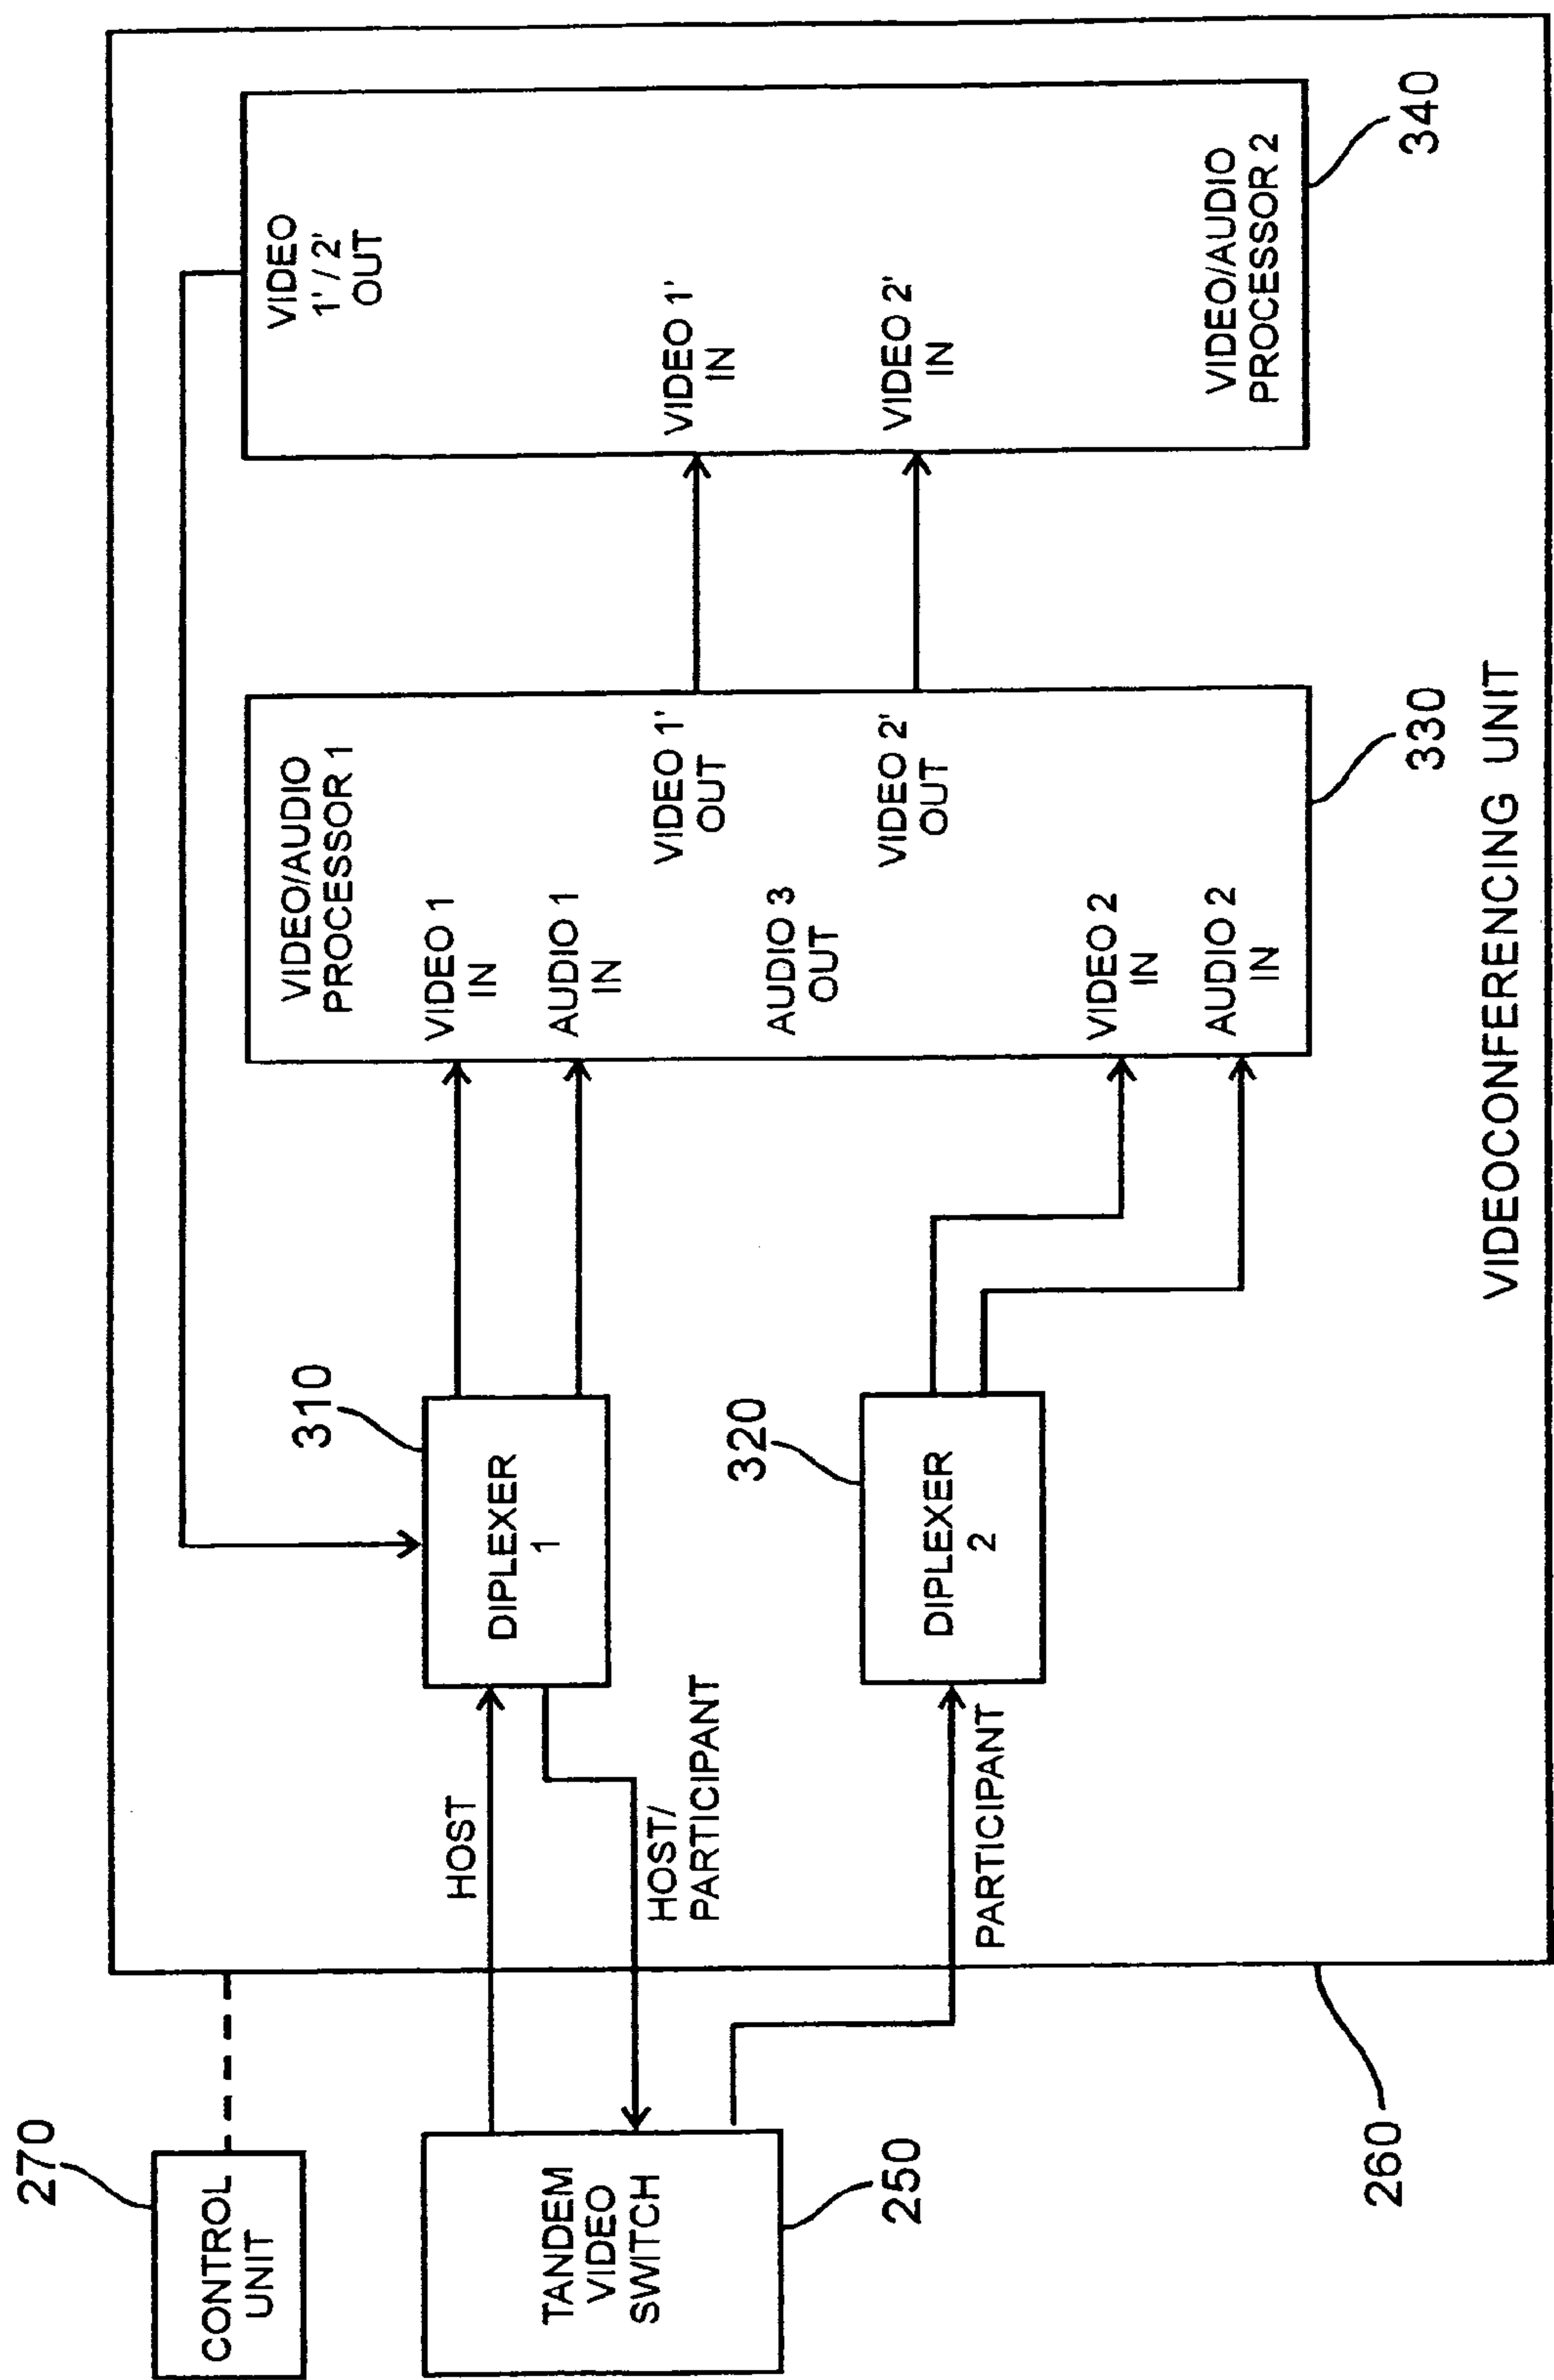 270
CONTROL
UNIT
TANDEM
VIDEO
SWITCH
250
260
HOST
HOST/
PARTICIPANT
PARTICIPANT
310
DIPLEXER
1
320
DIPLEXER
2
VIDEO/AUDIO
PROCESSOR 1
VIDEO 1
IN
AUDIO 1
IN
VIDEO 1'
OUT
AUDIO 3
OUT
VIDEO 2'
OUT
VIDEO 2
IN
AUDIO 2
IN
330
VIDEO
1' / 2'
OUT
VIDEO 1'
IN
VIDEO 2'
IN
VIDEO/AUDIO
PROCESSOR 2
340
VIDEOCONFERENCING UNIT